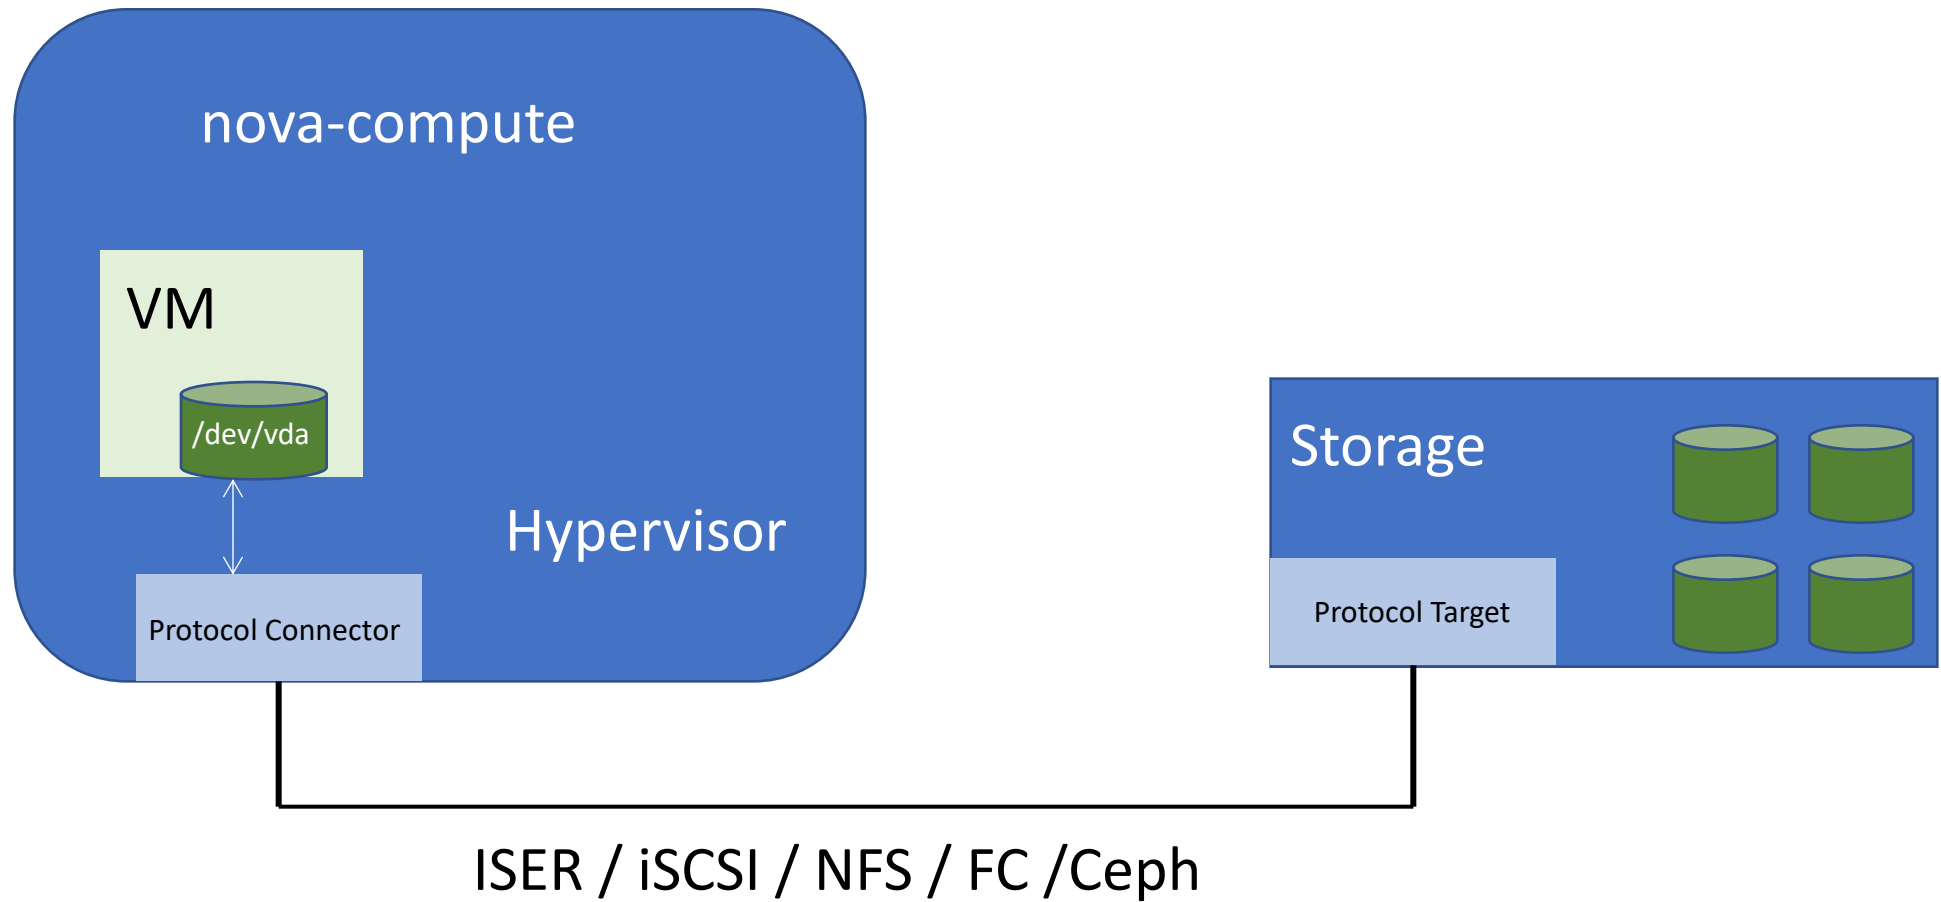 nova-compute
VM
/dev/vda
Hypervisor
Protocol Connector
Storage
Protocol Target
ISER / iSCSI / NFS / FC /Ceph